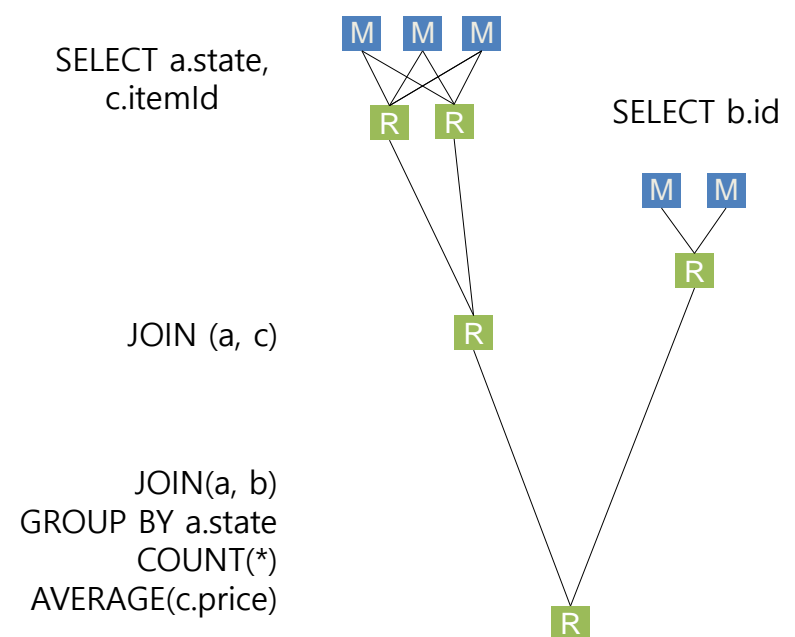 M M M
SELECT a.state,
c.itemId
R R
SELECT b.id
M M
R
JOIN (a, c)
R
JOIN(a, b)
GROUP BY a.state
COUNT(*)
AVERAGE(c.price)
R